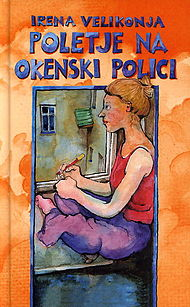 IRENA VELIKONJA
POLETJE NA
OKENSKI POLICI